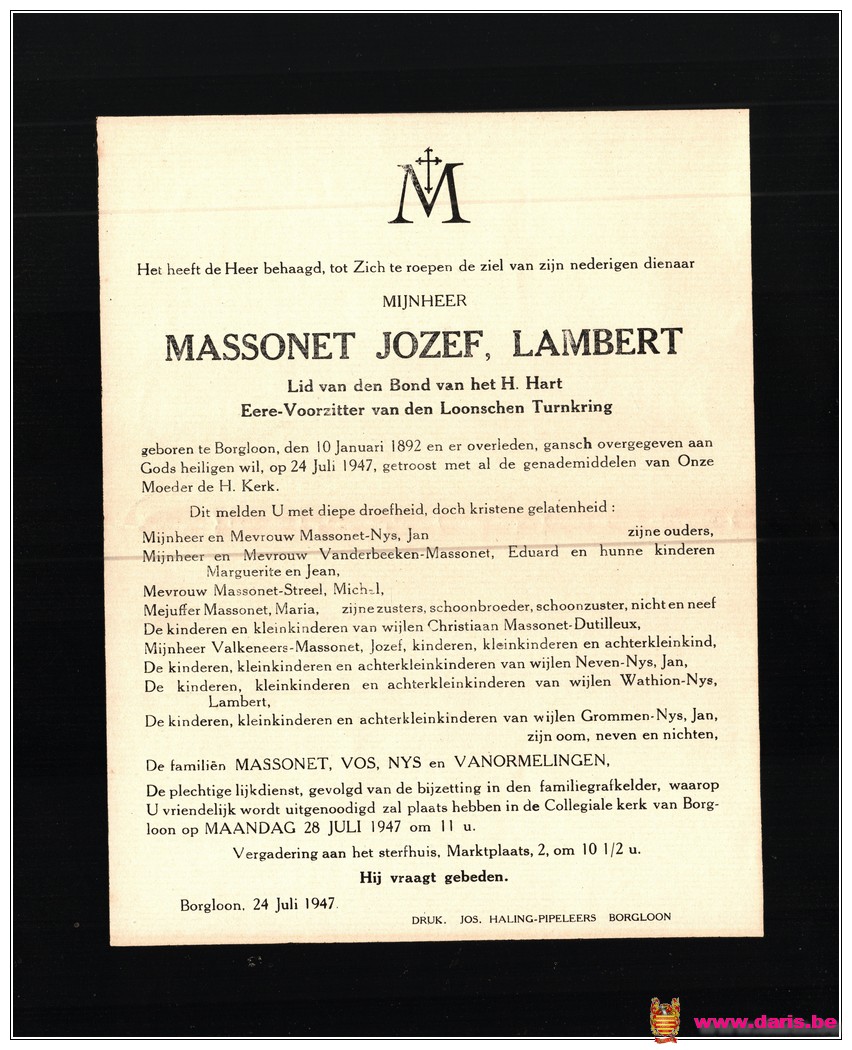 M
Het heeft de Heer behaagd, tot Zich te roepen de ziel van zijn nederigen dienaar
MIJNHEER
MASSONET JOZEF, LAMBERT
Lid van den Bond van het H. Hart
Eere-Voorzitter van den Loonschen Turnkring
geboren te Borgloon, den 10 Januari 1892 en er overleden, gansch overgegeven aan
Gods heiligen wil, op 24 Juli 1947, getroost met al de genademiddelen van Onze
Moeder de H. Kerk.
Dit melden U met diepe droefheid, doch kristene gelatenheid :
Mijnheer en Mevrouw Massonet-Nys, Jan zijne ouders,
Mijnheer en Mevrouw Vanderbeeken-Massonet, Eduard en hunne kinderen
Marguerite en Jean,
Mevrouw Massonet-Streel, Michel,
Mejuffer Massonet, Maria, zijne zusters, schoonbroeder, schoonzuster, nicht en neef
De kinderen en kleinkinderen van wijlen Christiaan Massonet-Dutilleux,
Mijnheer Valkeneers-Massonet, Jozef, kinderen, kleinkinderen en achterkleinkind,
De kinderen, kleinkinderen en achterkleinkinderen van wijlen Neven-Nys, Jan,
De kinderen, kleinkinderen en achterkleinkinderen van wijlen Wathion-Nys,
Lambert,
De kinderen, kleinkinderen en achterkleinkinderen van wijlen Grommen-Nys, Jan,
zijn oom, neven en nichten,
De familiën MASSONET, VOS, NYS en VANORMELINGEN,
De plechtige lijkdienst, gevolgd van de bijzetting in den familiegrafkelder, waarop
U vriendelijk wordt uitgenoodigd zal plaats hebben in de Collegiale kerk van Borg-
loon op MAANDAG 28 JULI 1947 om 11 u.
Vergadering aan het sterfhuis, Marktplaats, 2, om 10 1/2 u.
Hij vraagt gebeden.
Borgloon, 24 Juli 1947.
DRUK. JOS. HALING-PIPELEERS BORGLOON
www.daris.be